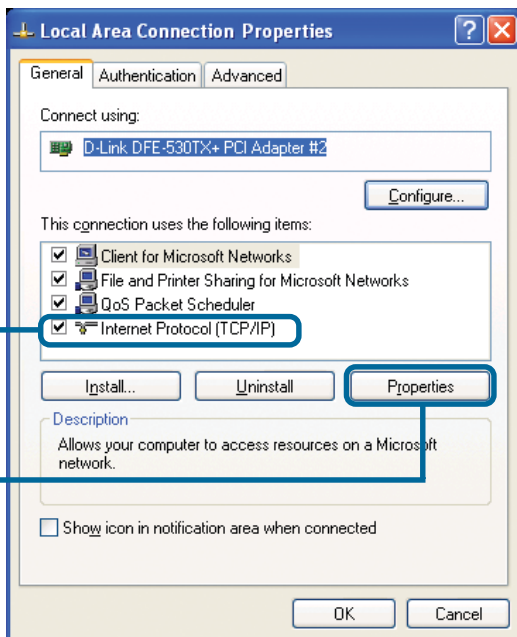 Local Area Connection Properties
General Authentication Advanced
Connect using:
D-Link DFE-530TX+ PCI Adapter #2
Configure...
This connection uses the following items:
Client for Microsoft Networks
File and Printer Sharing for Microsoft Networks
QoS Packet Scheduler
Internet Protocol (TCP/IP)
Install... Uninstall Properties
Description
Allows your computer to access resources on a Microsoft
network.
Show icon in notification area when connected
OK Cancel